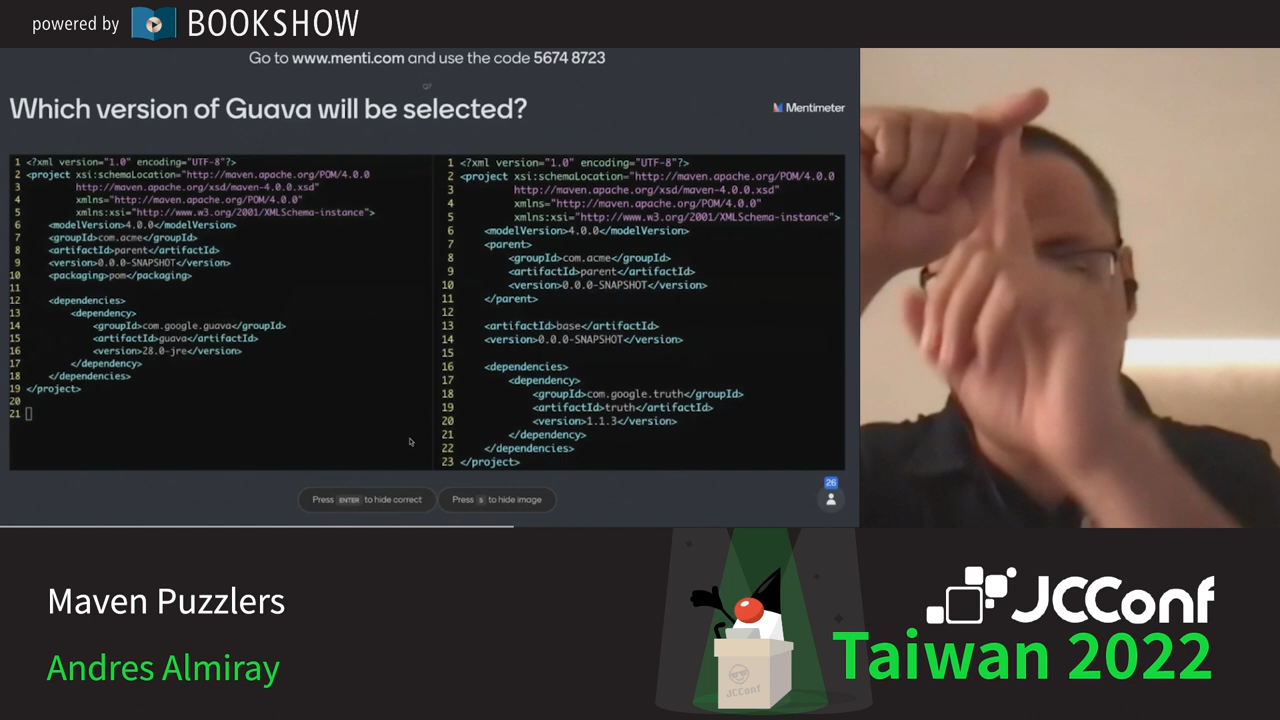 powered by BOOKSHOW
Go to www.menti.com and use the code 5674 8723
Which version of Guava will be selected?
Mentimeter
1 <?xml version="1.0" encoding="UTF-8"?>
2 <project xsi:schemaLocation="http://maven.apache.org/POM/4.0.0
3 http://maven.apache.org/xsd/maven-4.0.0.xsd"
4 xmlns="http://maven.apache.org/POM/4.0.0"
5 xmlns:xsi="http://www.w3.org/2001/XMLSchema-instance">
6 <modelVersion>4.0.0</modelVersion>
7 <groupId>com.acme</groupId>
8 <artifactId>parent</artifactId>
9 <version>0.0.0-SNAPSHOT</version>
10 <packaging>pom</packaging>
11
12 <dependencies>
13 <dependency>
14 <groupId>com.google.guava</groupId>
15 <artifactId>guava</artifactId>
16 <version>28.0-jre</version>
17 </dependency>
18 </dependencies>
19 </project>
20
21
1 <?xml version="1.0" encoding="UTF-8"?>
2 <project xsi:schemaLocation="http://maven.apache.org/POM/4.0.0
3 http://maven.apache.org/xsd/maven-4.0.0.xsd"
4 xmlns="http://maven.apache.org/POM/4.0.0"
5 xmlns:xsi="http://www.w3.org/2001/XMLSchema-instance">
6 <modelVersion>4.0.0</modelVersion>
7 <parent>
8 <groupId>com.acme</groupId>
9 <artifactId>parent</artifactId>
10 <version>0.0.0-SNAPSHOT</version>
11 </parent>
12
13 <artifactId>base</artifactId>
14 <version>0.0.0-SNAPSHOT</version>
15
16 <dependencies>
17 <dependency>
18 <groupId>com.google.truth</groupId>
19 <artifactId>truth</artifactId>
20 <version>1.1.3</version>
21 </dependency>
22 </dependencies>
23 </project>
Press ENTER to hide correct
Press S to hide image
26
Maven Puzzlers
Andres Almiray
JCConf
JCConf
Taiwan 2022